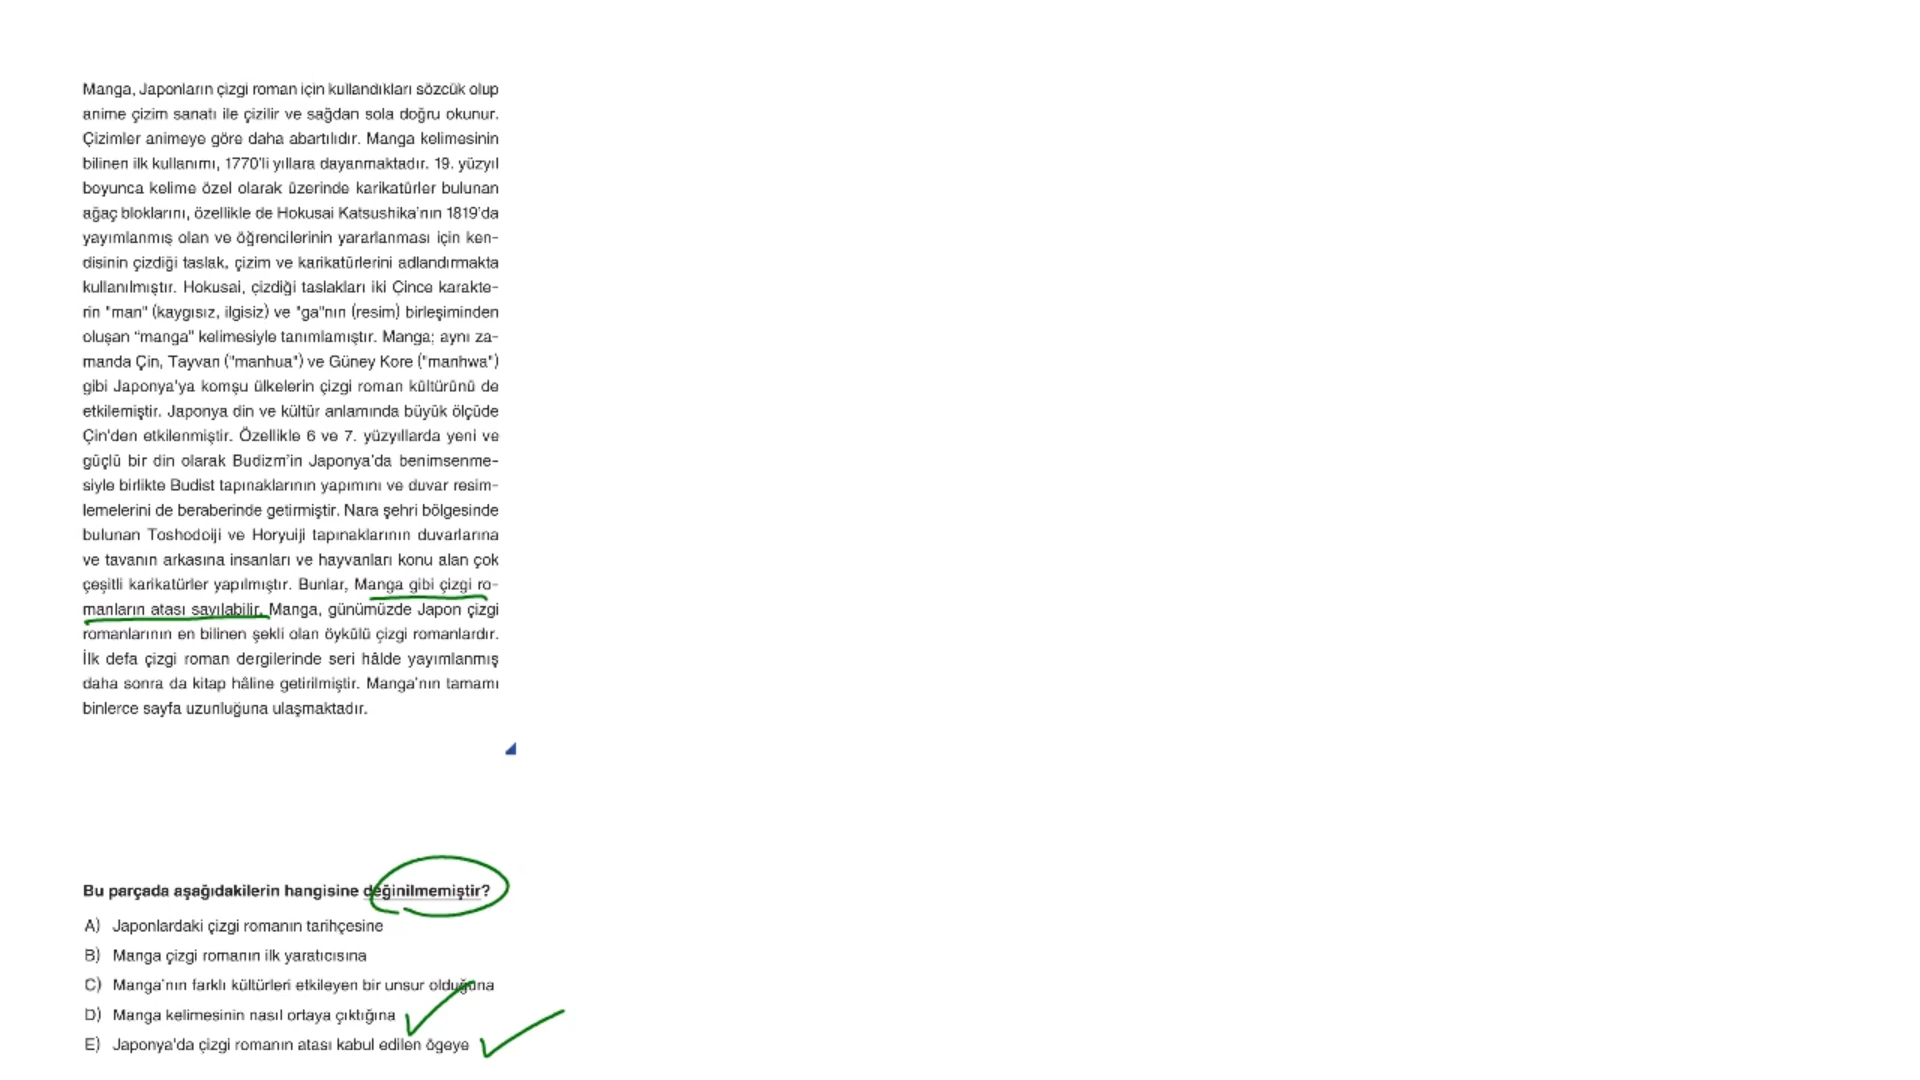 Manga, Japonların çizgi roman için kullandıkları sözcük olup
anime çizim sanatı ile çizilir ve sağdan sola doğru okunur.
Çizimler animeye göre daha abartılıdır. Manga kelimesinin
bilinen ilk kullanımı, 1770'li yıllara dayanmaktadır. 19. yüzyıl
boyunca kelime özel olarak üzerinde karikatürler bulunan
ağaç bloklarını, özellikle de Hokusai Katsushika'nın 1819'da
yayımlanmış olan ve öğrencilerinin yararlanması için ken-
disinin çizdiği taslak, çizim ve karikatürlerini adlandırmakta
kullanılmıştır. Hokusai, çizdiği taslakları iki Çince karakte-
rin "man" (kaygısız, ilgisiz) ve "ga"nın (resim) birleşiminden
oluşan “manga” kelimesiyle tanımlamıştır. Manga; aynı za-
manda Çin, Tayvan ("manhua") ve Güney Kore ("manhwa")
gibi Japonya'ya komşu ülkelerin çizgi roman kültürünü de
etkilemiştir. Japonya din ve kültür anlamında büyük ölçüde
Çin'den etkilenmiştir. Özellikle 6 ve 7. yüzyıllarda yeni ve
güçlü bir din olarak Budizm'in Japonya'da benimsenme-
siyle birlikte Budist tapınaklarının yapımını ve duvar resim-
lemelerini de beraberinde getirmiştir. Nara şehri bölgesinde
bulunan Toshodoiji ve Horyuiji tapınaklarının duvarlarına
ve tavanın arkasına insanları ve hayvanları konu alan çok
çeşitli karikatürler yapılmıştır. Bunlar, Manga gibi çizgi ro-
manların atası sayılabilir. Manga, günümüzde Japon çizgi
romanlarının en bilinen şekli olan öykülü çizgi romanlardır.
İlk defa çizgi roman dergilerinde seri hâlde yayımlanmış
daha sonra da kitap hâline getirilmiştir. Manga'nın tamamı
binlerce sayfa uzunluğuna ulaşmaktadır.
Bu parçada aşağıdakilerin hangisine değinilmemiştir?
A) Japonlardaki çizgi romanın tarihçesine
B) Manga çizgi romanın ilk yaratıcısına
C) Manga'nın farklı kültürleri etkileyen bir unsur olduğuna
D) Manga kelimesinin nasıl ortaya çıktığına
E) Japonya'da çizgi romanın atası kabul edilen ögeye